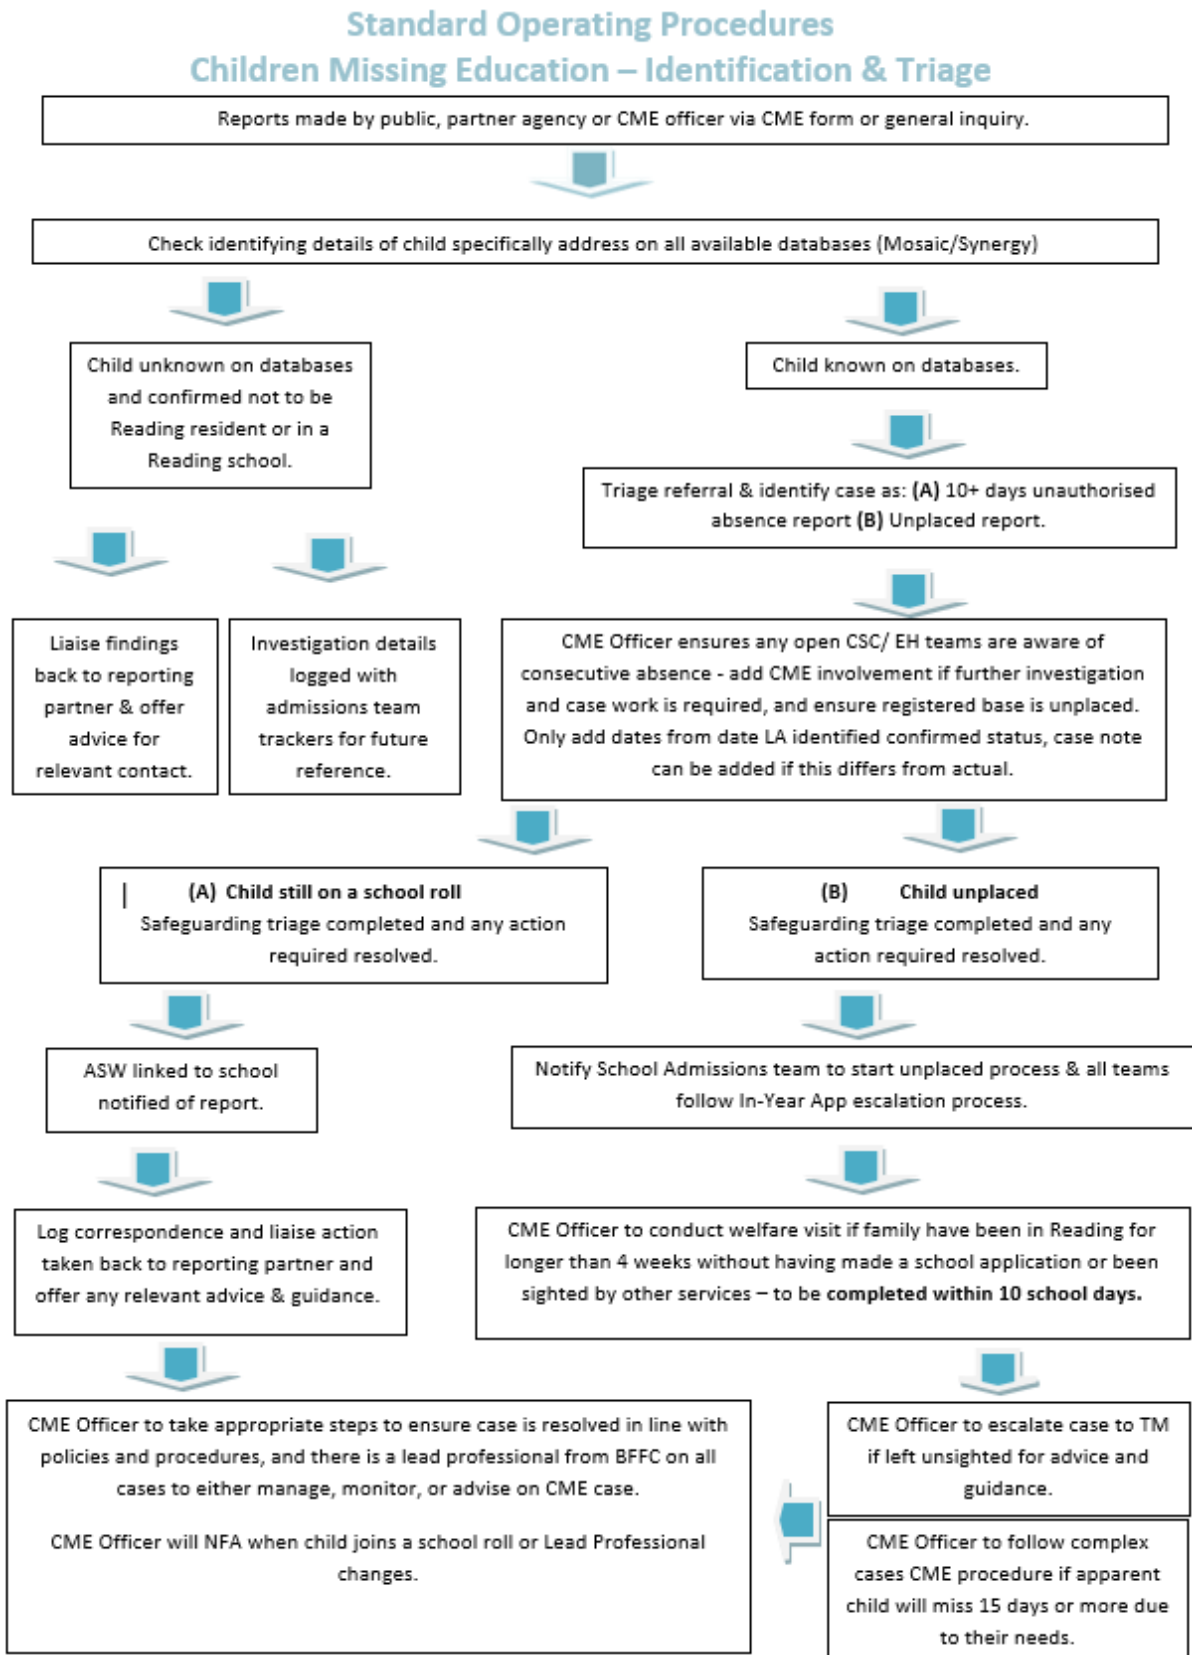 Standard Operating Procedures
Children Missing Education – Identification & Triage
Reports made by public, partner agency or CME officer via CME form or general inquiry.
Check identifying details of child specifically address on all available databases (Mosaic/Synergy)
Child unknown on databases
and confirmed not to be
Reading resident or in a
Reading school.
Child known on databases.
Triage referral & identify case as: (A) 10+ days unauthorised
absence report (B) Unplaced report.
Liaise findings
back to reporting
partner & offer
advice for
relevant contact.
Investigation details
logged with
admissions team
trackers for future
reference.
CME Officer ensures any open CSC/ EH teams are aware of
consecutive absence - add CME involvement if further investigation
and case work is required, and ensure registered base is unplaced.
Only add dates from date LA identified confirmed status, case note
can be added if this differs from actual.
(A) Child still on a school roll
Safeguarding triage completed and any action
required resolved.
(B) Child unplaced
Safeguarding triage completed and any
action required resolved.
ASW linked to school
notified of report.
Notify School Admissions team to start unplaced process & all teams
follow In-Year App escalation process.
Log correspondence and liaise action
taken back to reporting partner and
offer any relevant advice & guidance.
CME Officer to conduct welfare visit if family have been in Reading for
longer than 4 weeks without having made a school application or been
sighted by other services – to be completed within 10 school days.
CME Officer to take appropriate steps to ensure case is resolved in line with
policies and procedures, and there is a lead professional from BFFC on all
cases to either manage, monitor, or advise on CME case.
CME Officer will NFA when child joins a school roll or Lead Professional
changes.
CME Officer to escalate case to TM
if left unsighted for advice and
guidance.
CME Officer to follow complex
cases CME procedure if apparent
child will miss 15 days or more due
to their needs.